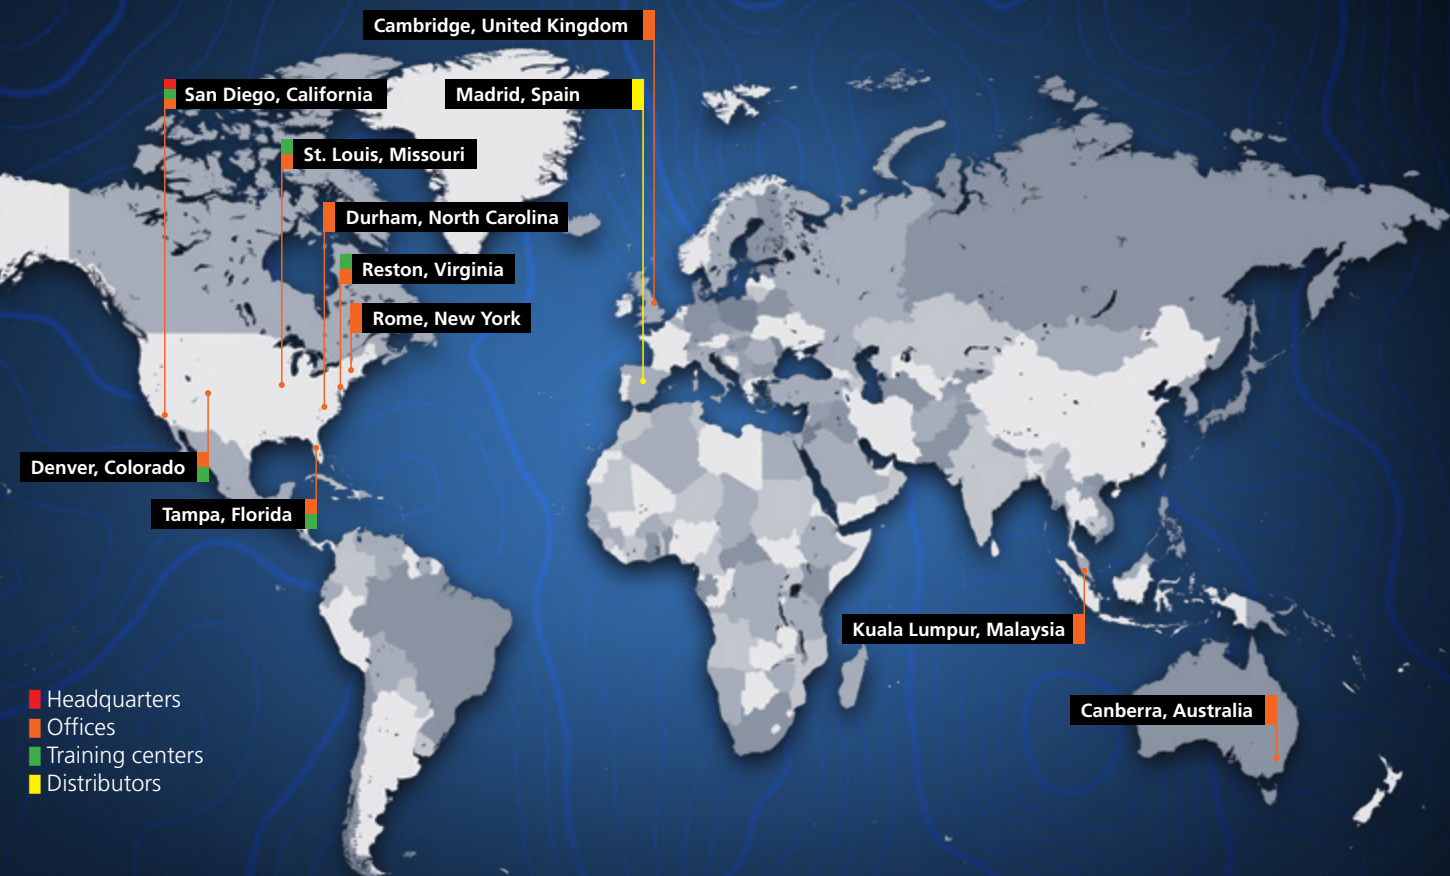 Cambridge, United Kingdom
San Diego, California
Madrid, Spain
St. Louis, Missouri
Durham, North Carolina
Reston, Virginia
Rome, New York
Denver, Colorado
Tampa, Florida
Kuala Lumpur, Malaysia
Canberra, Australia
Headquarters
Offices
Training centers
Distributors